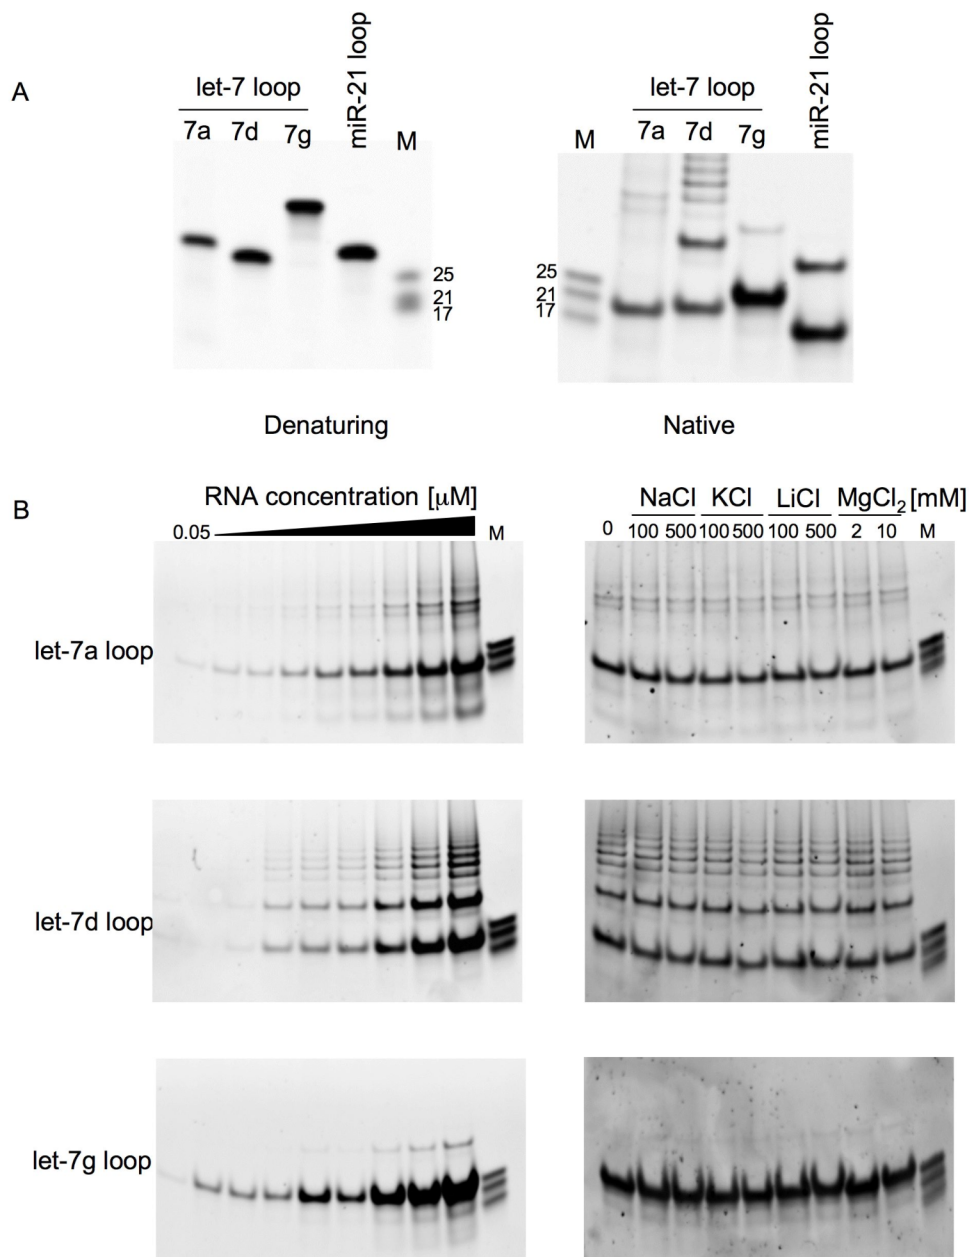 A
let-7 loop
7a 7d 7g miR-21 loop M
25
21
17
Denaturing
let-7 loop
M 7a 7d 7g miR-21 loop
25
21
17
Native
B
RNA concentration [μM]
0.05 M
NaCl KCl LiCl MgCl₂ [mM]
0 100 500 100 500 100 500 2 10 M
let-7a loop
let-7d loop
let-7g loop